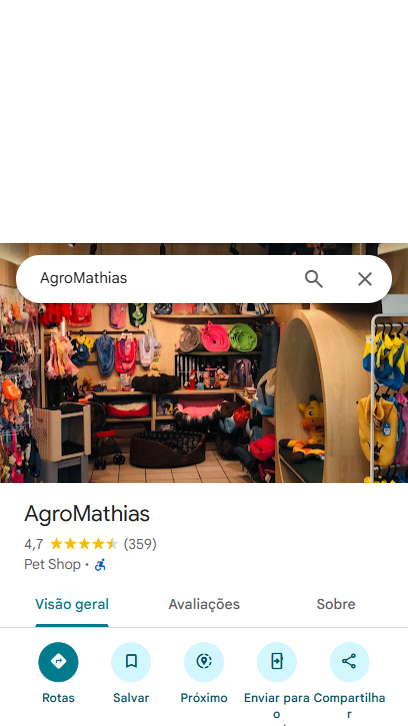 AgroMathias
AgroMathias
4,7 (359)
Pet Shop ·
Visão geral Avaliações Sobre
Rotas Salvar Próximo Enviar para o Compartilhar